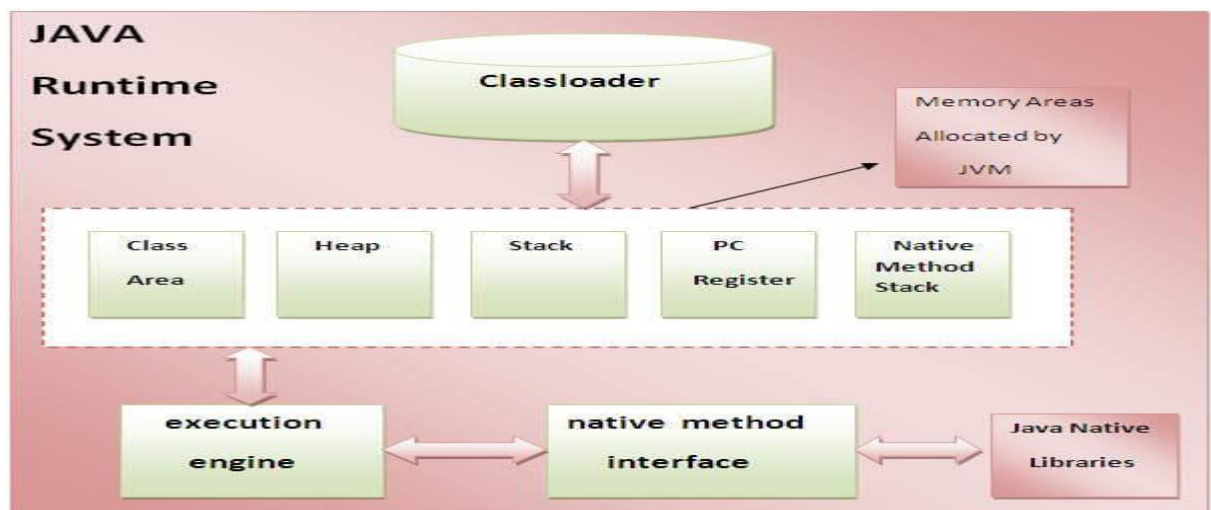 JAVA
Runtime
System
Classloader
Memory Areas
Allocated by
JVM
Class
Area
Heap
Stack
PC
Register
Native
Method
Stack
execution
engine
native method
interface
Java Native
Libraries